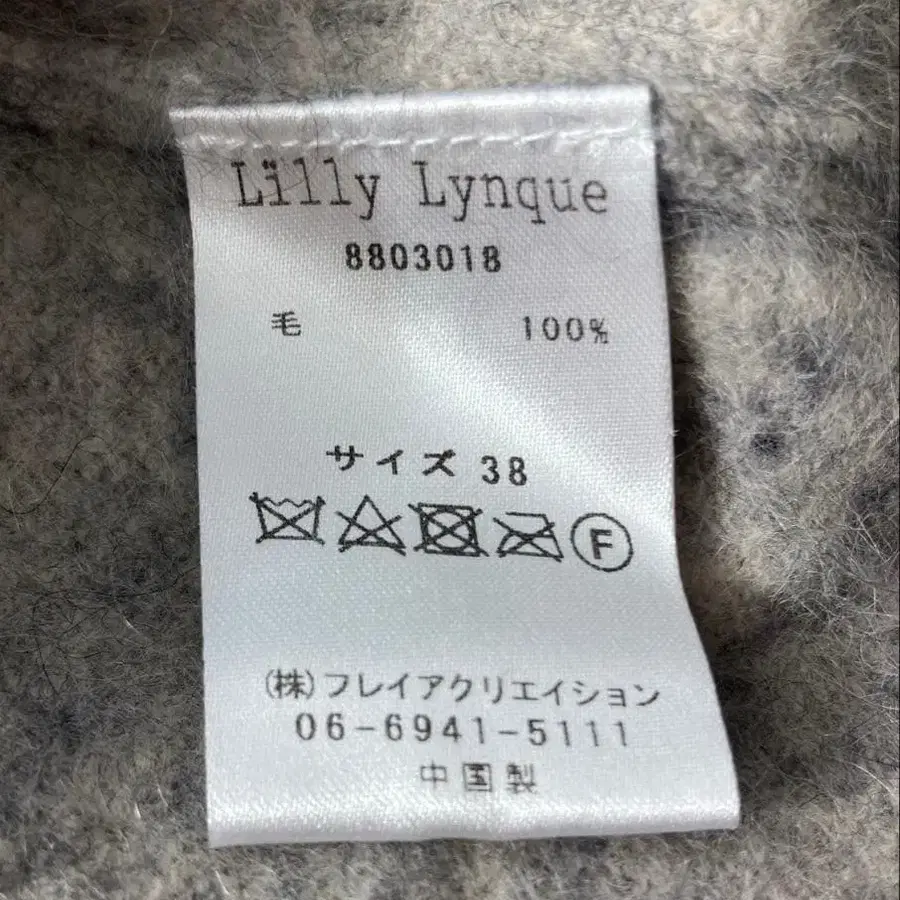 Lïlly Lynque
8803018
毛 100%
サイズ 38
F
(株)フレイアクリエイション
06-6941-5111
中国製